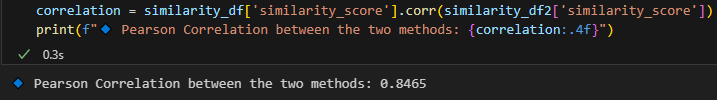 correlation = similarity_df['similarity_score'].corr(similarity_df2['similarity_score'])
print(f"🔹 Pearson Correlation between the two methods: {correlation:.4f}")
✓ 0.3s
🔹 Pearson Correlation between the two methods: 0.8465